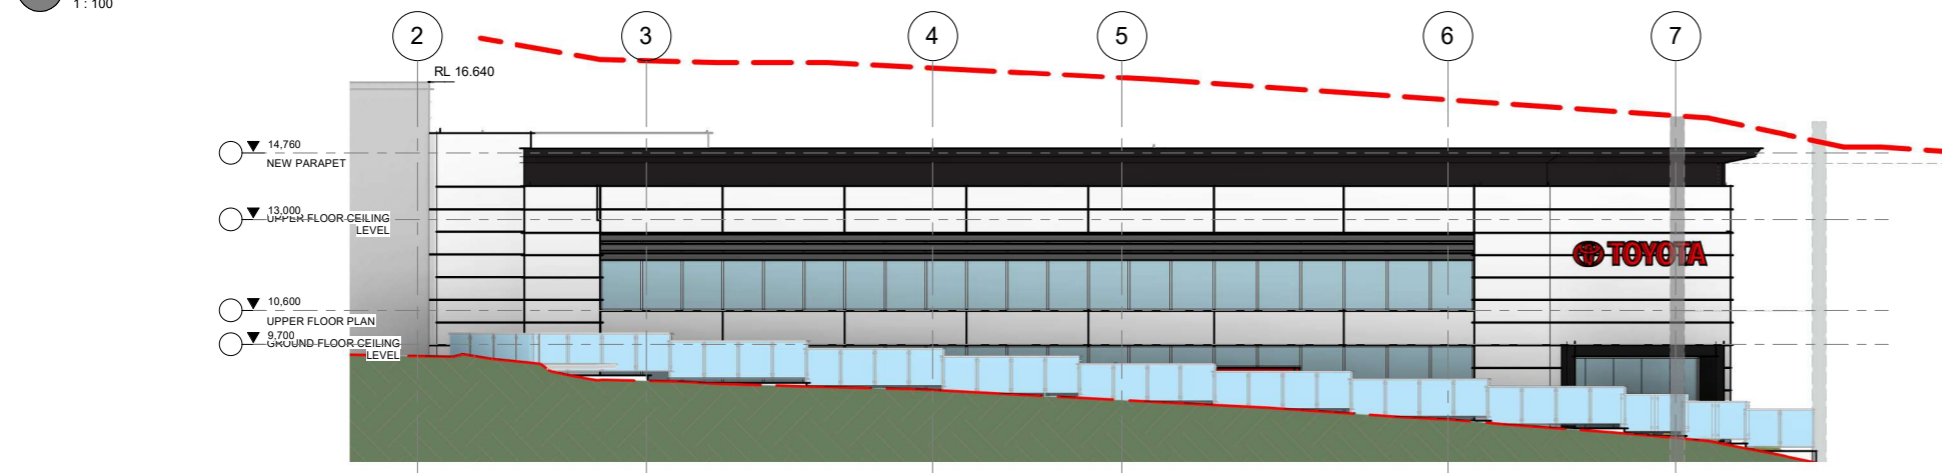 1 : 100
2
3
4
5
6
7
RL 16.640
14,760
NEW PARAPET
13,000
UPPER FLOOR CEILING
LEVEL
TOYOTA
10,600
UPPER FLOOR PLAN
9,700
GROUND FLOOR CEILING
LEVEL